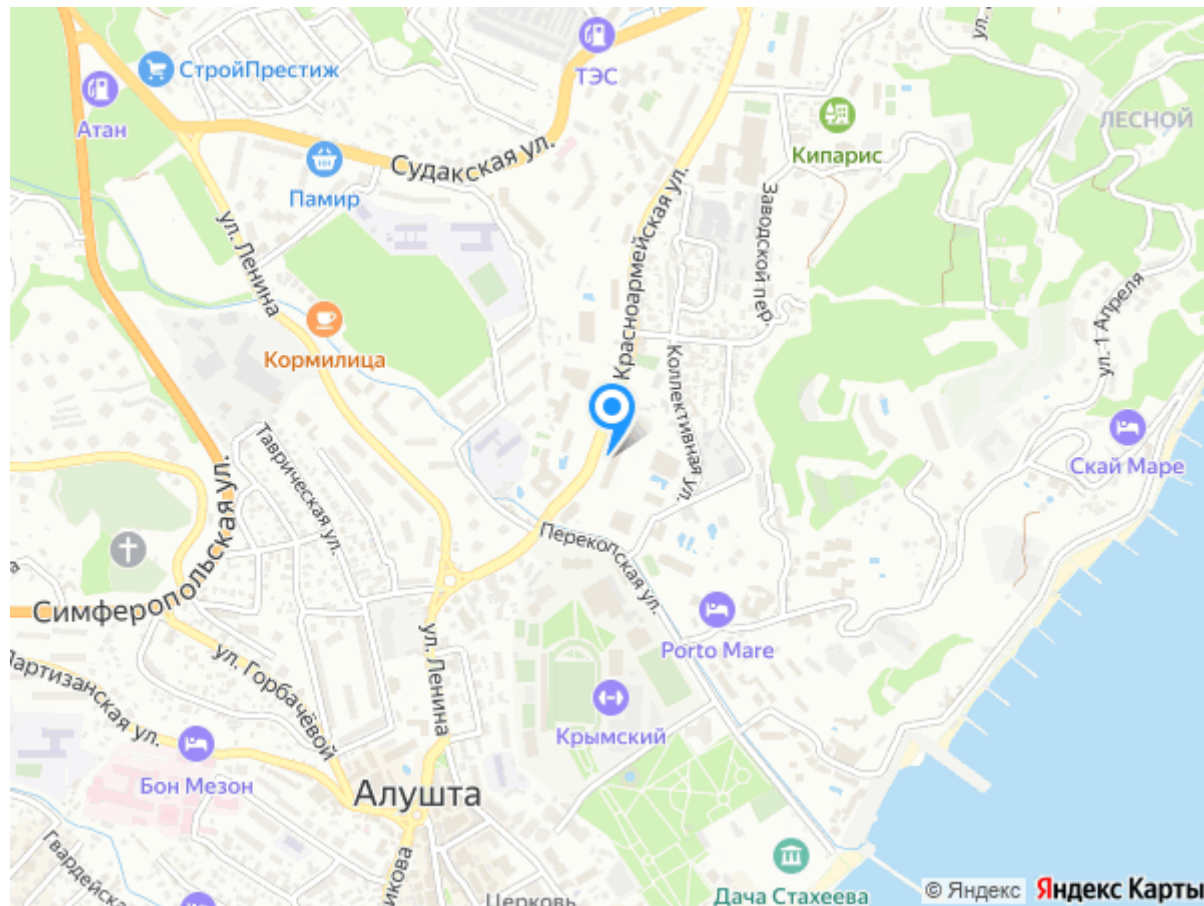 СтройПрестиж
ТЭС
Атан
ЛЕСНОЙ
Судакская ул.
Кипарис
Памир
Красноармейская ул.
Заводской пер.
ул. Ленина
ул. 1 Апреля
Кормилица
Коллективная ул.
Таврическая ул.
Скай Маре
Симферопольская ул.
Перекопская ул.
ул. Ленина
Porto Mare
ул. Горбачёвой
Партизанская ул.
Крымский
Бон Мезон
Алушта
Гвардейская
Дача Стахеева
Церковь
© Яндекс
Яндекс Карты